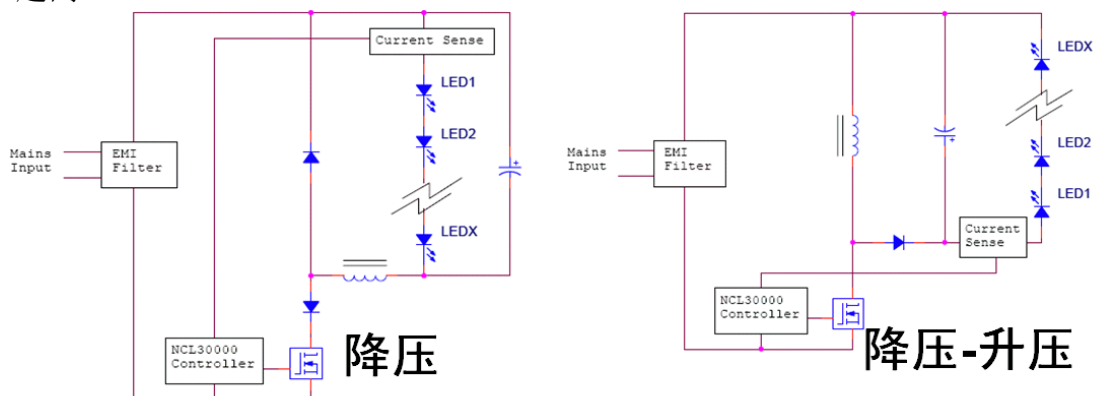 Current Sense
LED1
LED2
LEDX
Mains
Input
EMI
Filter
NCL30000
Controller
降压
LEDX
LED2
LED1
Mains
Input
EMI
Filter
Current
Sense
NCL30000
Controller
降压-升压